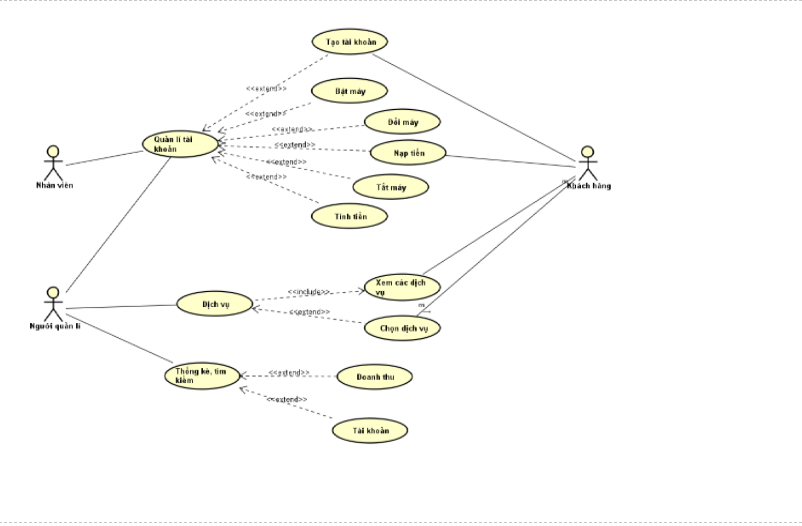 Tạo tài khoản
<<extend>>
Bật máy
<<extend>>
Đổi máy
<<extend>>
Quản lí tài
khoản
Nạp tiền
<<extend>>
<<extend>>
Tắt máy
<<extend>>
Tính tiền
Nhân viên
Khách hàng
Xem các dịch
vụ
<<include>>
Dịch vụ
<<extend>>
Chọn dịch vụ
Người quản lí
Thống kê, tìm
kiếm
<<extend>>
Doanh thu
<<extend>>
Tài khoản